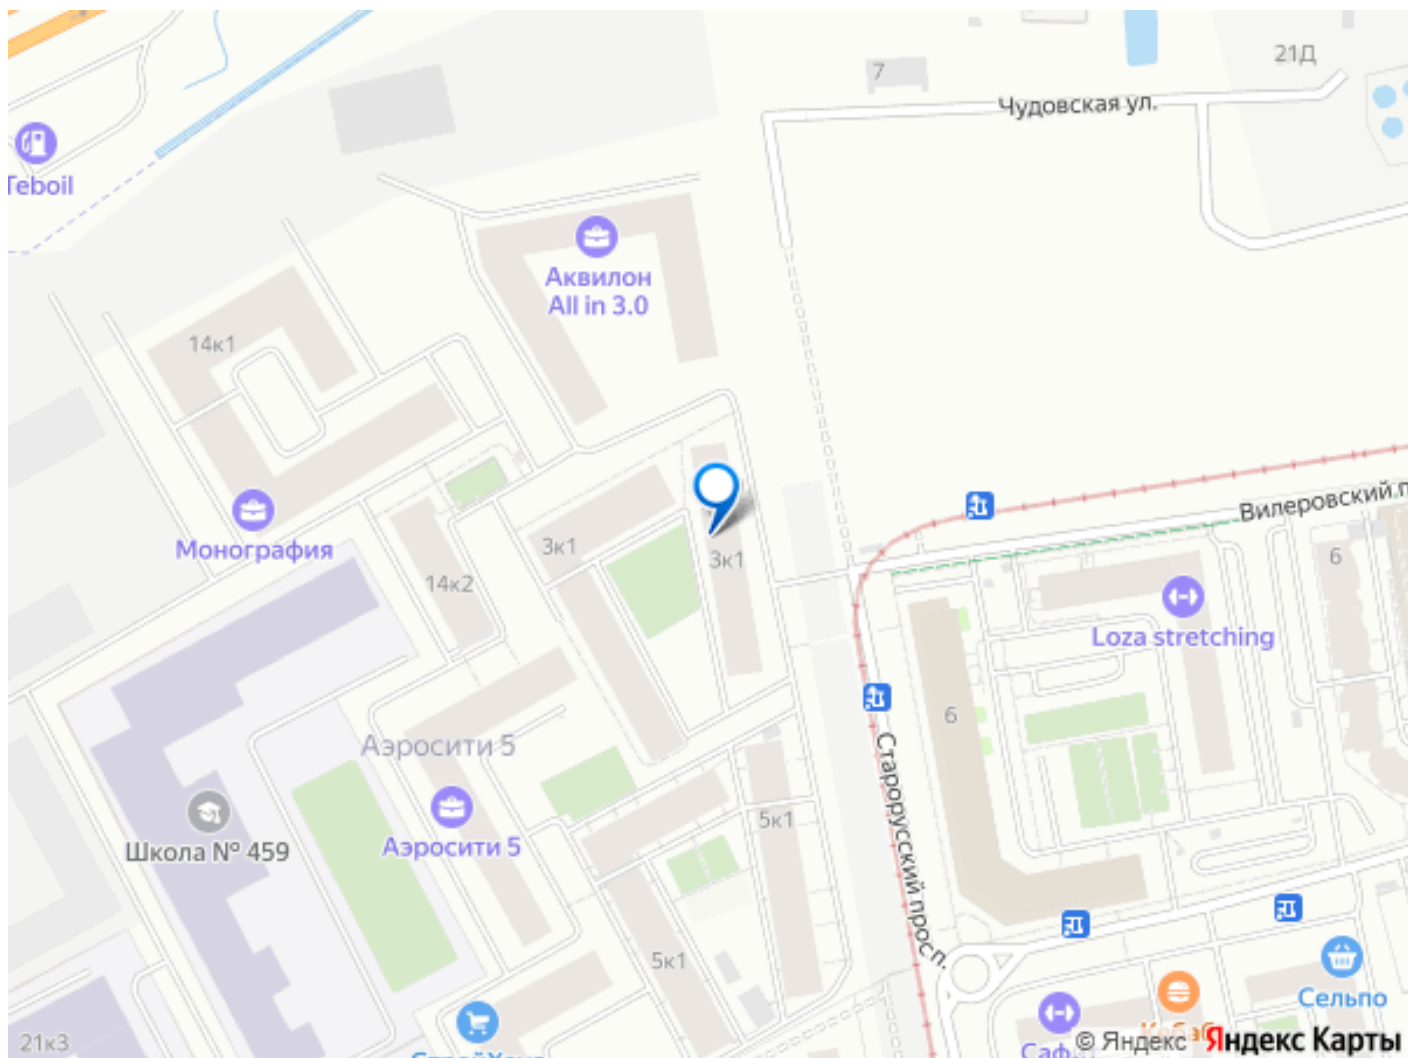 21Д
7
Чудовская ул.
Teboil
Аквилон
All in 3.0
14к1
Вилеровский п
Монография
3к1
3к1
6
14к2
Loza stretching
6
Аэросити 5
Старорусский просп.
5к1
Аэросити 5
Школа № 459
5к1
Сельпо
21к3
© Яндекс Яндекс Карты